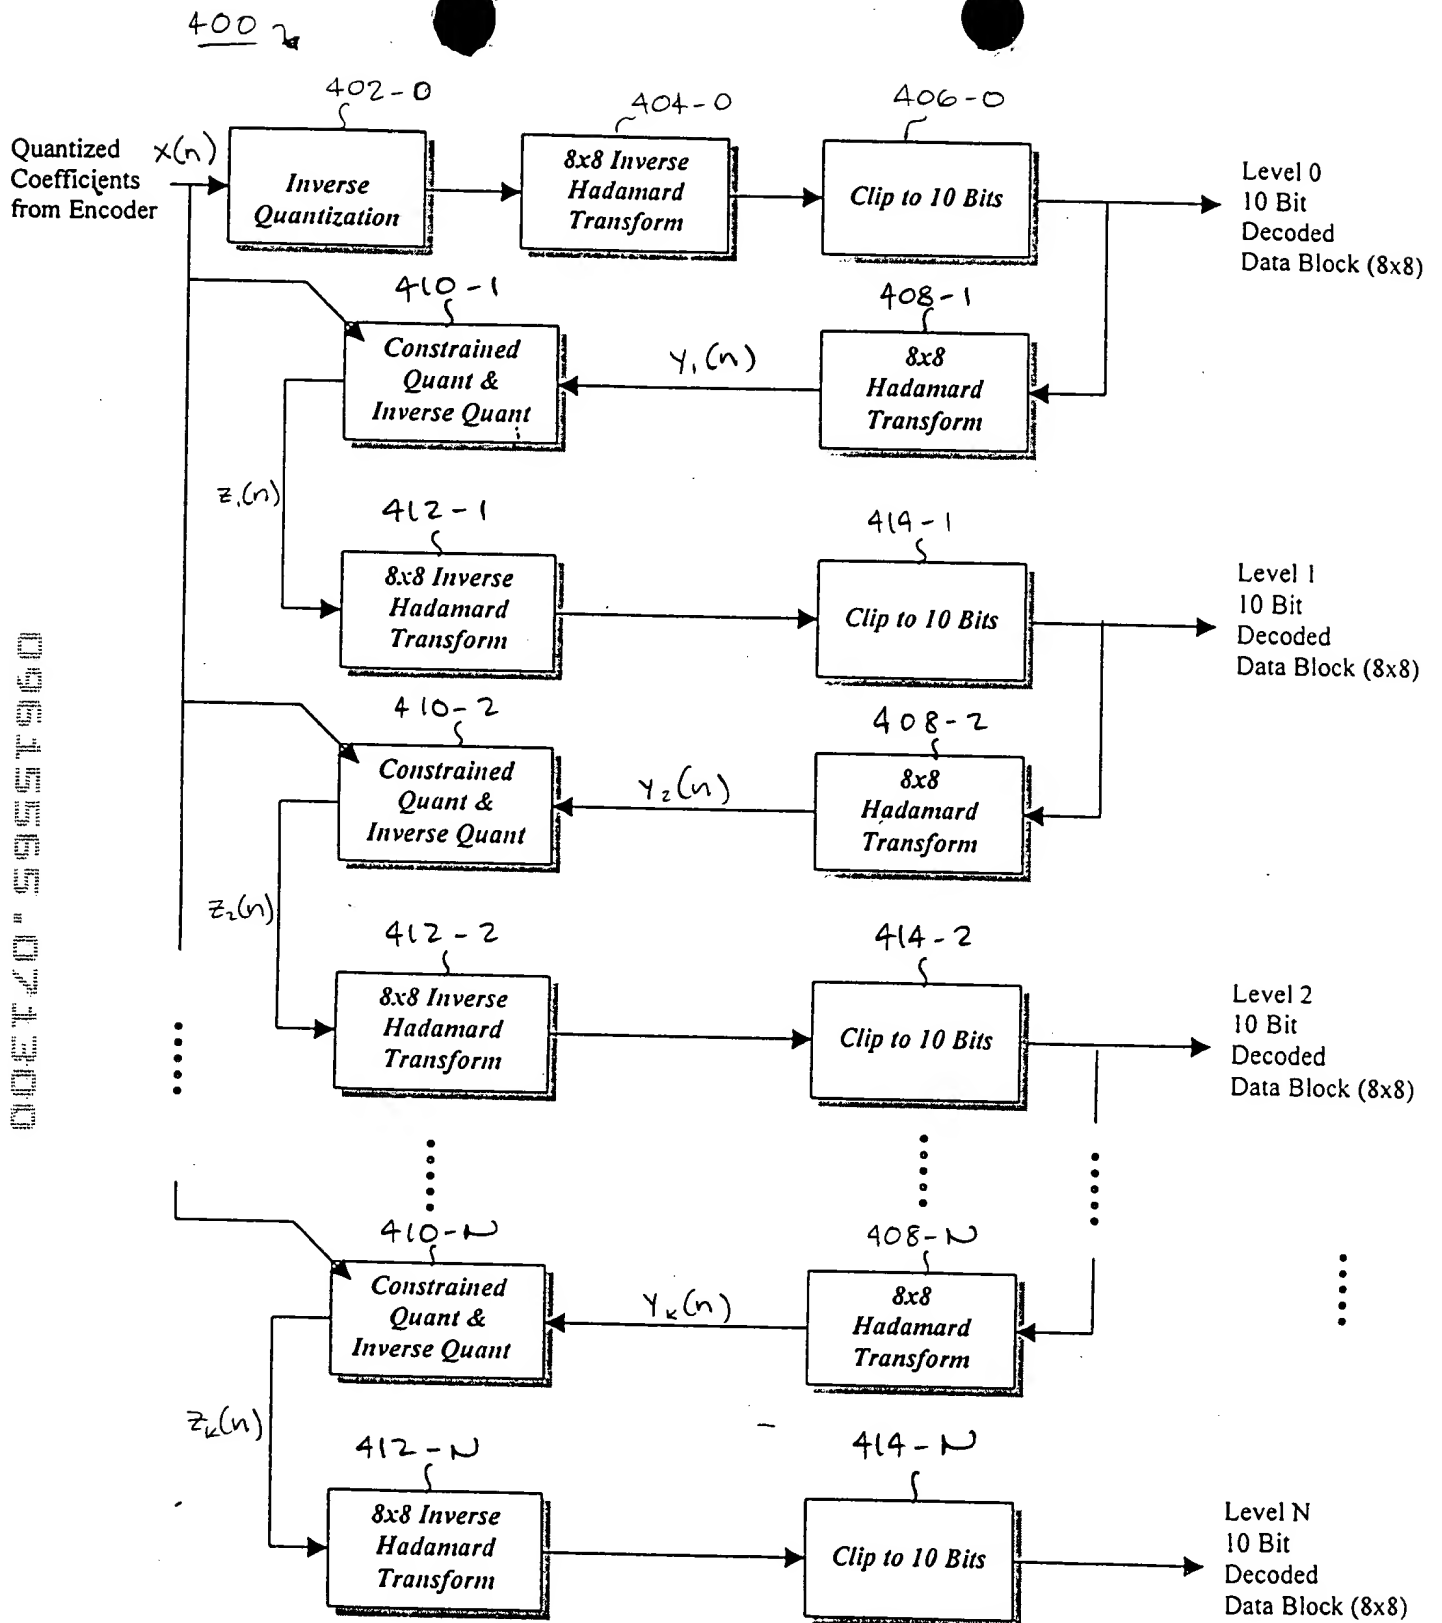 400
402-0
404-0
406-0
Quantized
Coefficients
from Encoder
x(n)
Inverse
Quantization
8x8 Inverse
Hadamard
Transform
Clip to 10 Bits
Level 0
10 Bit
Decoded
Data Block (8x8)
410-1
408-1
Constrained
Quant &
Inverse Quant
Y₁(n)
8x8
Hadamard
Transform
Z₁(n)
412-1
414-1
8x8 Inverse
Hadamard
Transform
Clip to 10 Bits
Level 1
10 Bit
Decoded
Data Block (8x8)
410-2
408-2
Constrained
Quant &
Inverse Quant
Y₂(n)
8x8
Hadamard
Transform
Z₂(n)
412-2
414-2
8x8 Inverse
Hadamard
Transform
Clip to 10 Bits
Level 2
10 Bit
Decoded
Data Block (8x8)
410-N
408-N
Constrained
Quant &
Inverse Quant
Yₖ(n)
8x8
Hadamard
Transform
Zₖ(n)
412-N
414-N
8x8 Inverse
Hadamard
Transform
Clip to 10 Bits
Level N
10 Bit
Decoded
Data Block (8x8)
09615565.071300